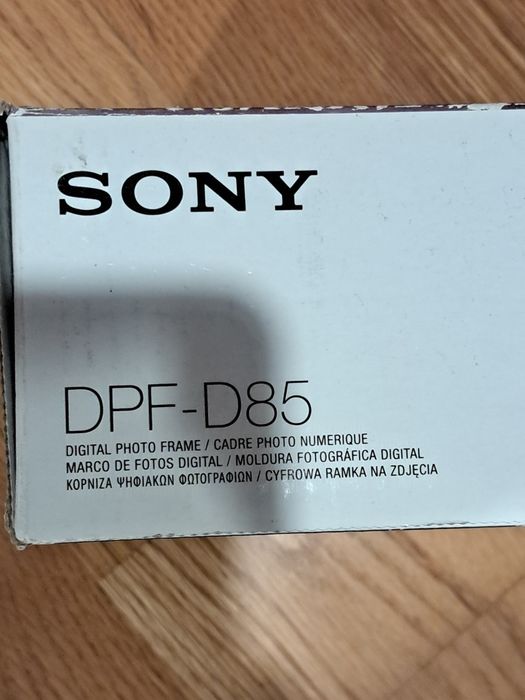 SONY
DPF-D85
DIGITAL PHOTO FRAME / CADRE PHOTO NUMERIQUE
MARCO DE FOTOS DIGITAL / MOLDURA FOTOGRÁFICA DIGITAL
ΚΟΡΝΙΖΑ ΨΗΦΙΑΚΩΝ ΦΩΤΟΓΡΑΦΙΩΝ / CYFROWA RAMKA NA ZDJĘCIA